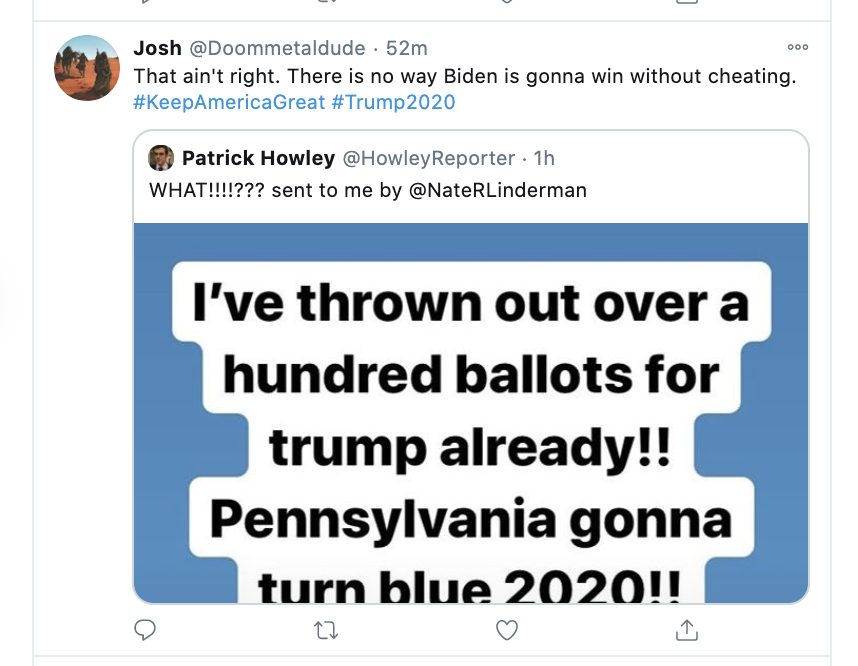 Josh @Doommetaldude · 52m
That ain't right. There is no way Biden is gonna win without cheating.
#KeepAmericaGreat #Trump2020
Patrick Howley @HowleyReporter · 1h
WHAT!!!!??? sent to me by @NateRLinderman
I've thrown out over a
hundred ballots for
trump already!!
Pennsylvania gonna
turn blue 2020!!